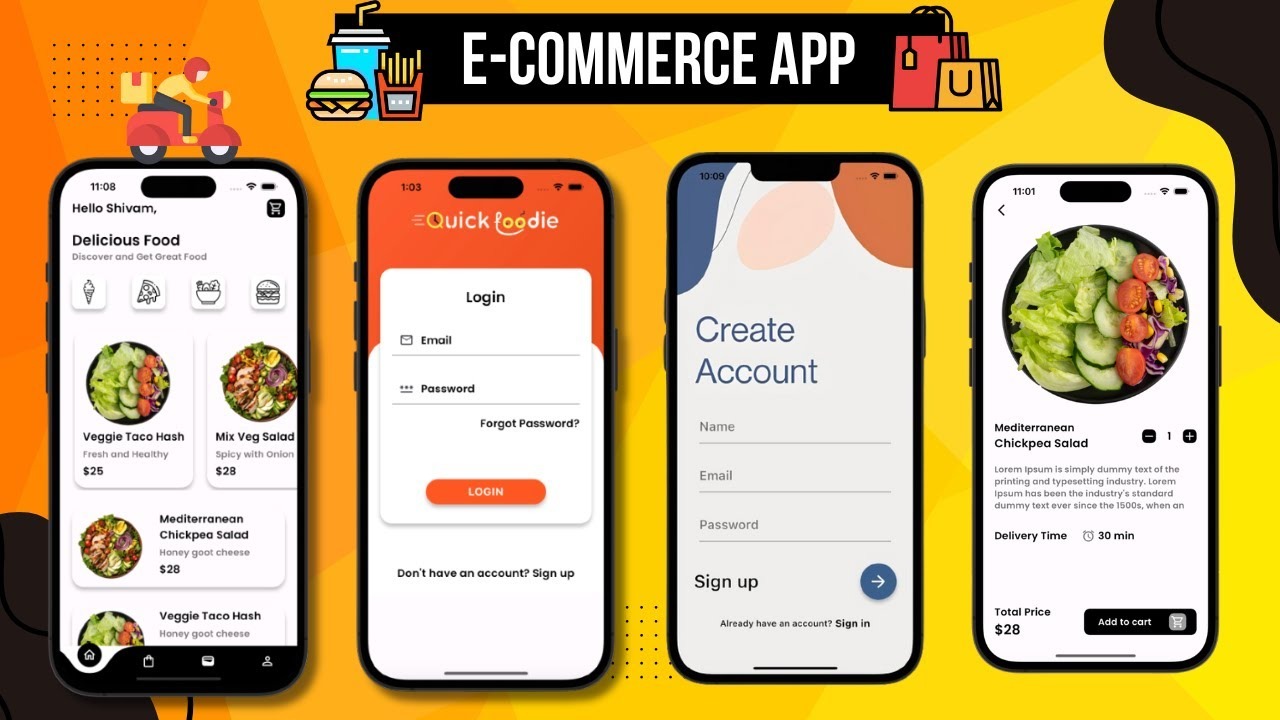 E-COMMERCE APP
11:08
Hello Shivam,
Delicious Food
Discover and Get Great Food
Veggie Taco Hash
Fresh and Healthy
$25
Mix Veg Salad
Spicy with Onion
$28
Mediterranean
Chickpea Salad
Honey goot cheese
$28
Veggie Taco Hash
Honey goot cheese
1:03
Quick foodie
Login
Email
Password
Forgot Password?
LOGIN
Don't have an account? Sign up
10:09
Create
Account
Name
Email
Password
Sign up
Already have an account? Sign in
11:01
Mediterranean
Chickpea Salad
1
Lorem Ipsum is simply dummy text of the
printing and typesetting industry. Lorem
Ipsum has been the industry's standard
dummy text ever since the 1500s, when an
Delivery Time
30 min
Total Price
$28
Add to cart